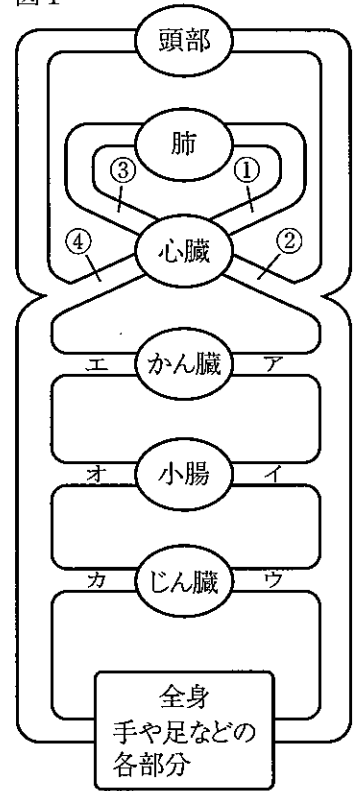 図1
頭部
肺
③
①
④
心臓
②
エ
かん臓
ア
オ
小腸
イ
カ
じん臓
ウ
全身
手や足などの
各部分